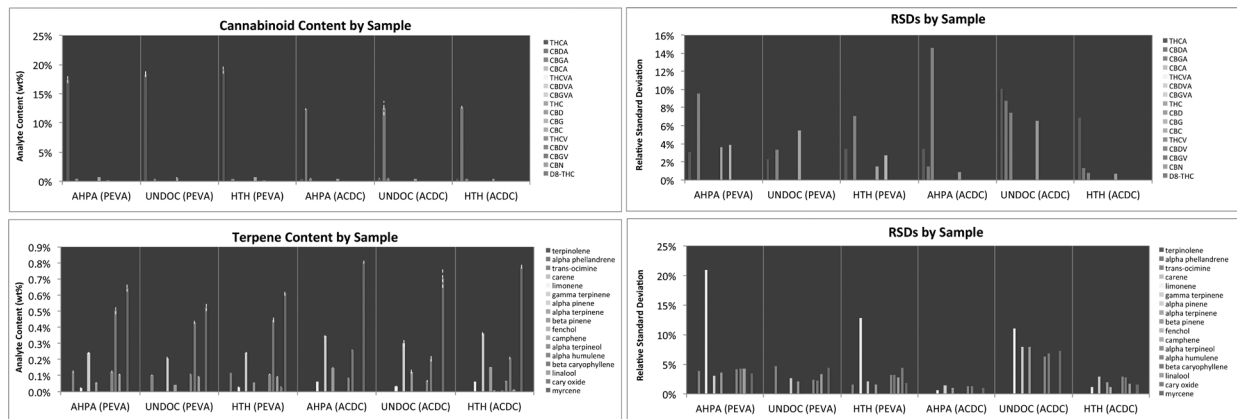 Cannabinoid Content by Sample
Analyte Content (wt%)
25%
20%
15%
10%
5%
0%
AHPA (PEVA) UNDOC (PEVA) HTH (PEVA) AHPA (ACDC) UNDOC (ACDC) HTH (ACDC)
THCA
CBDA
CBGA
CBCA
THCVA
CBDVA
CBGVA
THC
CBD
CBG
CBC
THCV
CBDV
CBGV
CBN
D8-THC
RSDs by Sample
Relative Standard Deviation
16%
14%
12%
10%
8%
6%
4%
2%
0%
AHPA (PEVA) UNDOC (PEVA) HTH (PEVA) AHPA (ACDC) UNDOC (ACDC) HTH (ACDC)
THCA
CBDA
CBGA
CBCA
THCVA
CBDVA
CBGVA
THC
CBD
CBG
CBC
THCV
CBDV
CBGV
CBN
D8-THC
Terpene Content by Sample
Analyte Content (wt%)
0.9%
0.8%
0.7%
0.6%
0.5%
0.4%
0.3%
0.2%
0.1%
0.0%
AHPA (PEVA) UNDOC (PEVA) HTH (PEVA) AHPA (ACDC) UNDOC (ACDC) HTH (ACDC)
terpinolene
alpha phellandrene
trans-ocimine
carene
limonene
gamma terpinene
alpha pinene
alpha terpinene
beta pinene
fenchol
camphene
alpha terpineol
alpha humulene
beta caryophyllene
linalool
cary oxide
myrcene
RSDs by Sample
Relative Standard Deviation
25%
20%
15%
10%
5%
0%
AHPA (PEVA) UNDOC (PEVA) HTH (PEVA) AHPA (ACDC) UNDOC (ACDC) HTH (ACDC)
terpinolene
alpha phellandrene
trans-ocimine
carene
limonene
gamma terpinene
alpha pinene
alpha terpinene
beta pinene
fenchol
camphene
alpha terpineol
alpha humulene
beta caryophyllene
linalool
cary oxide
myrcene